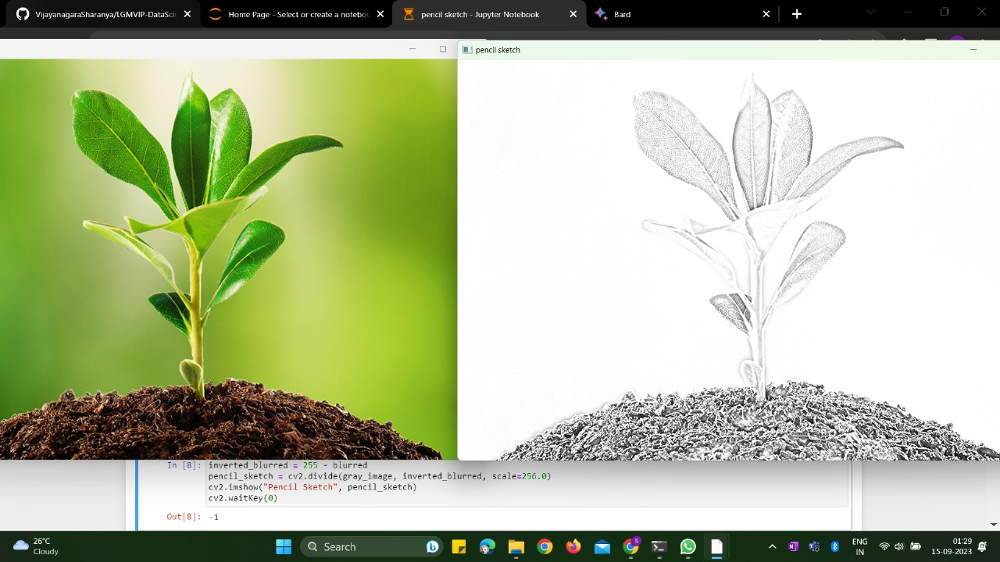 VijayanagaraSharanya/LGMVIP-DataSci
Home Page - Select or create a noteboo
pencil sketch - Jupyter Notebook
Bard
pencil sketch
In [8]: inverted_blurred = 255 - blurred
pencil_sketch = cv2.divide(gray_image, inverted_blurred, scale=256.0)
cv2.imshow("Pencil Sketch", pencil_sketch)
cv2.waitKey(0)
Out[8]: -1
26°C
Cloudy
Search
S
ENG
IN
01:29
15-09-2023